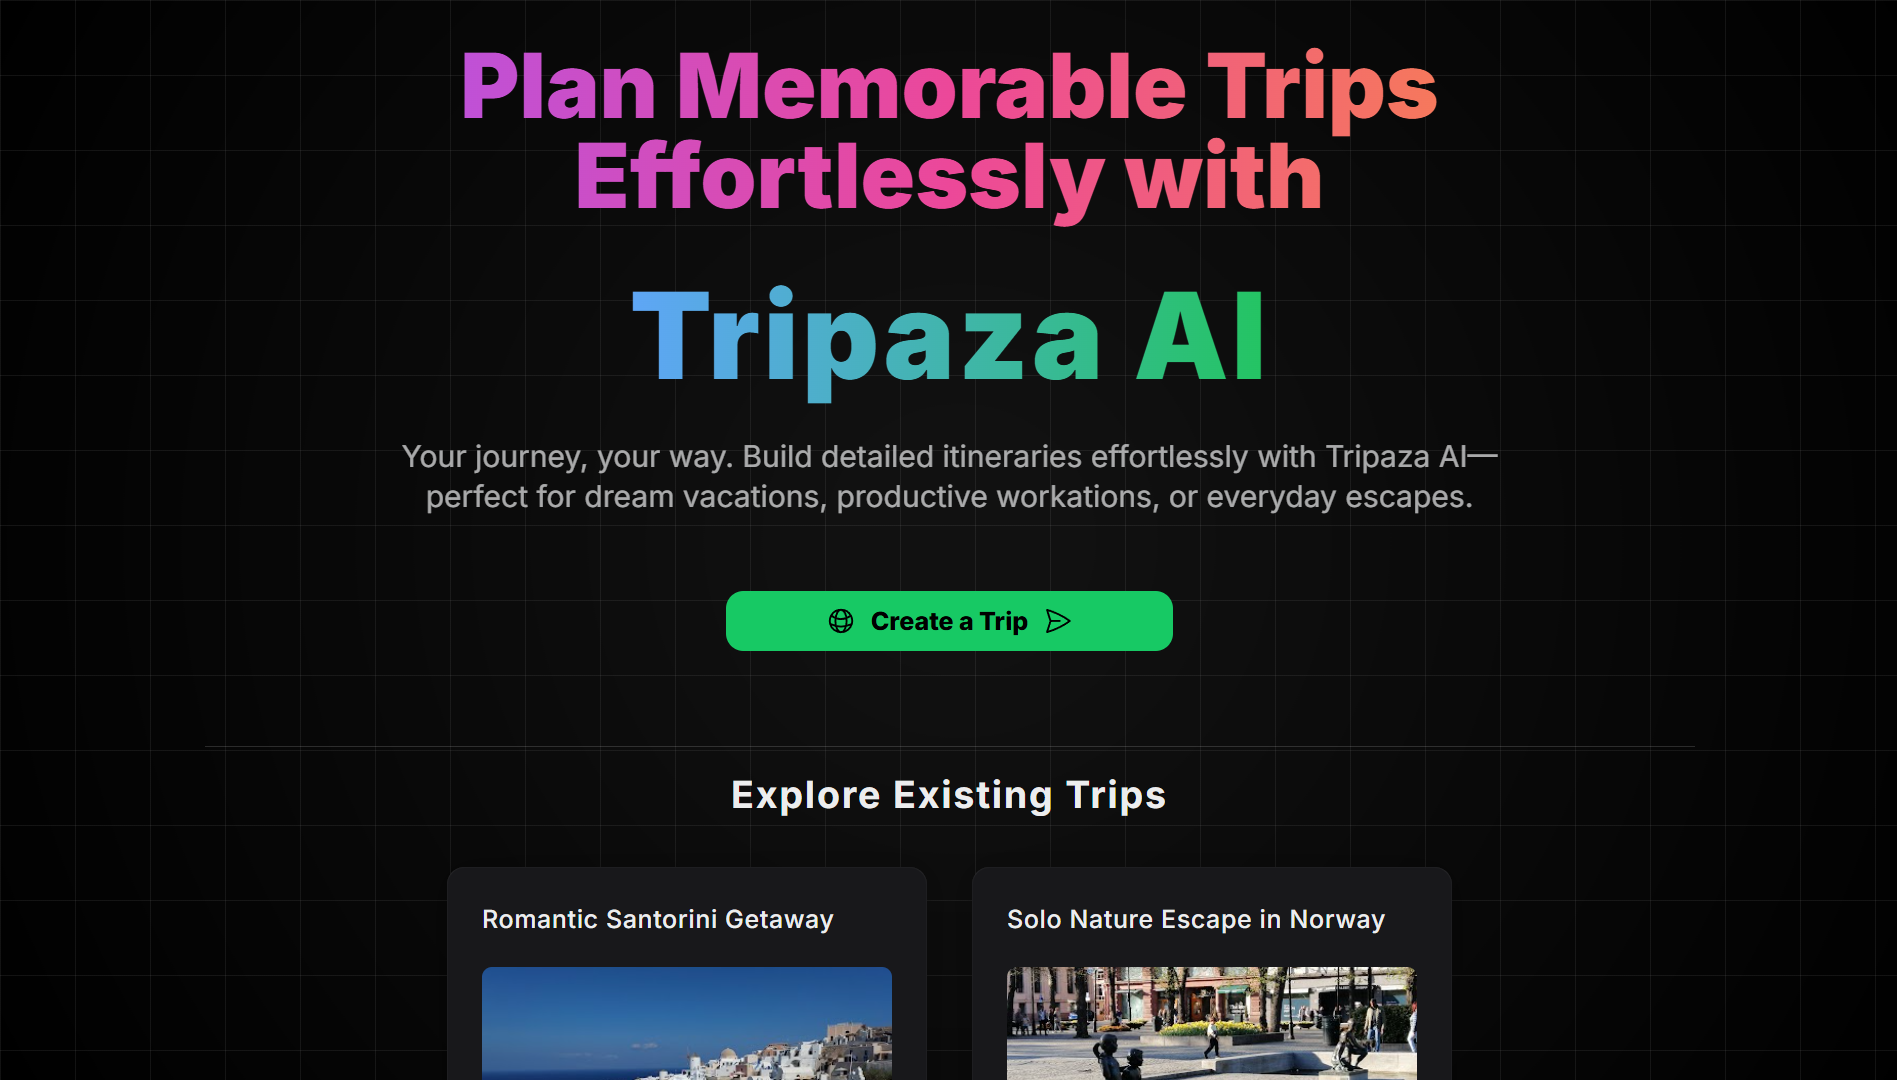 Plan Memorable Trips
Effortlessly with
Tripaza AI
Your journey, your way. Build detailed itineraries effortlessly with Tripaza AI—
perfect for dream vacations, productive workations, or everyday escapes.
Create a Trip
Explore Existing Trips
Romantic Santorini Getaway
Solo Nature Escape in Norway